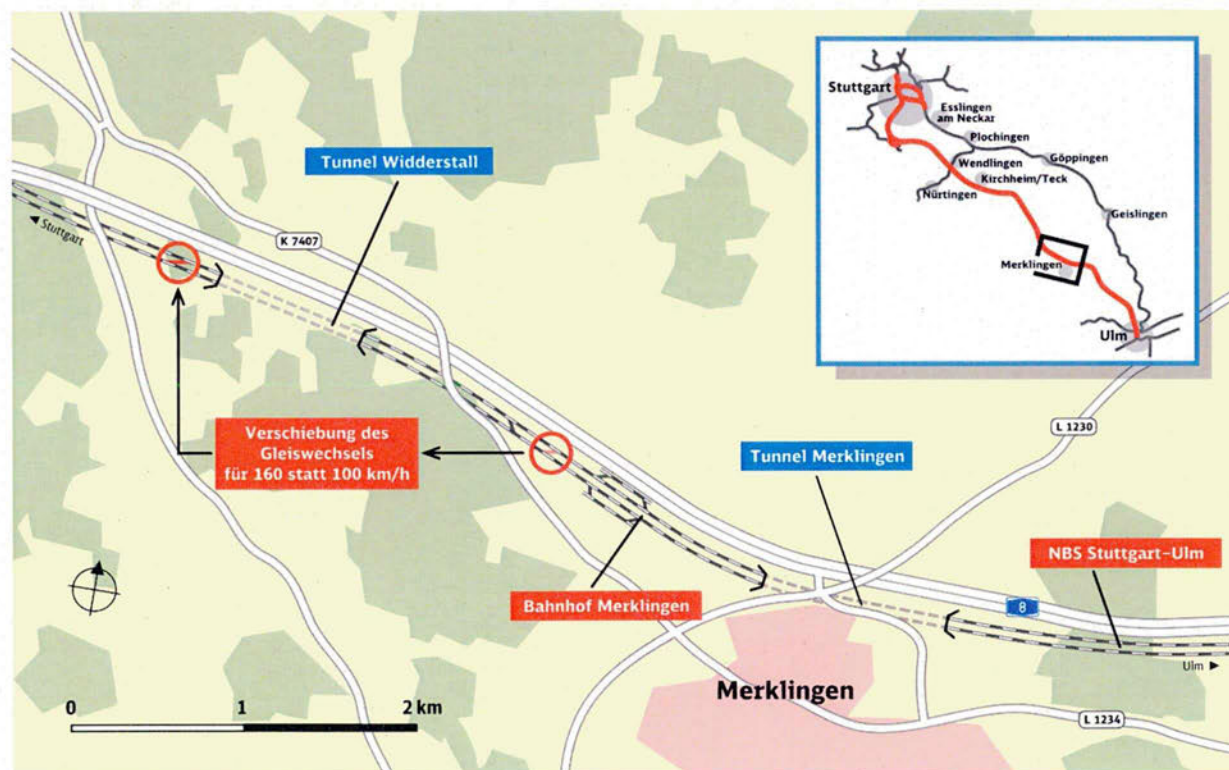 Tunnel Widderstall
K 7407
◄ Stuttgart
Verschiebung des
Gleiswechsels
für 160 statt 100 km/h
Stuttgart
Esslingen
am Neckar
Plochingen
Wendlingen
Göppingen
Kirchheim/Teck
Nürtingen
Geislingen
Merklingen
Ulm
L 1230
Tunnel Merklingen
NBS Stuttgart–Ulm
Bahnhof Merklingen
8
Ulm ►
Merklingen
L 1234
0 1 2 km